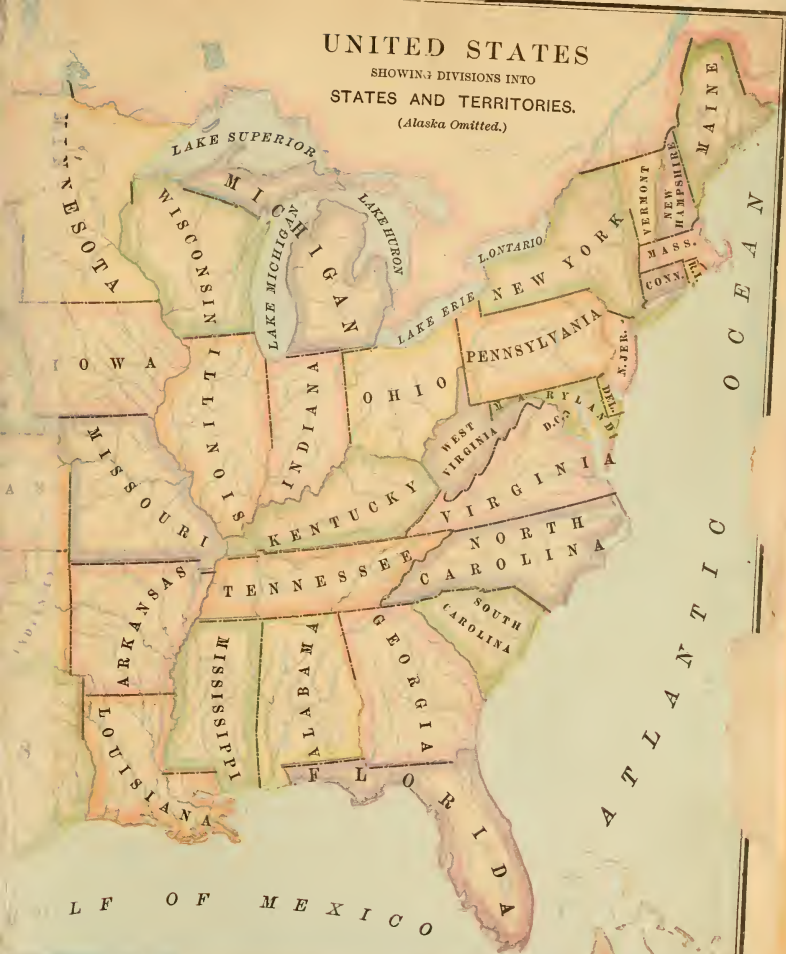 UNITED STATES
SHOWING DIVISIONS INTO
STATES AND TERRITORIES.
(Alaska Omitted.)
MAINE
LAKE SUPERIOR
VERMONT
NEW
HAMPSHIRE
MICHIGAN
WISCONSIN
LAKE MICHIGAN
LAKE HURON
L.ONTARIO
NEW YORK
MASS.
CONN.
R.I.
NNESOTA
LAKE ERIE
IOWA
ILLINOIS
INDIANA
OHIO
PENNSYLVANIA
N.JER.
DEL.
MARYLAND
D.C.
WEST
VIRGINIA
VIRGINIA
MISSOURI
KENTUCKY
NORTH
CAROLINA
TENNESSEE
ARKANSAS
SOUTH
CAROLINA
MISSISSIPPI
ALABAMA
GEORGIA
LOUISIANA
FLORIDA
LF OF MEXICO
ATLANTIC OCEAN